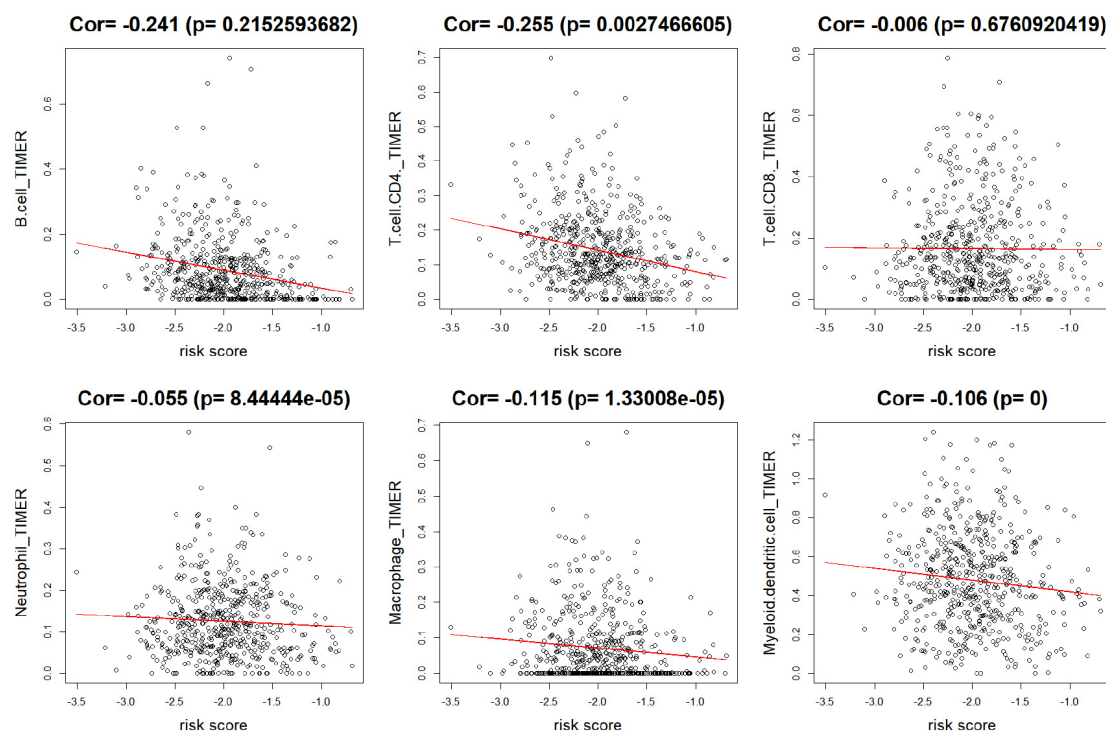 Cor= -0.241 (p= 0.2152593682)
Cor= -0.255 (p= 0.0027466605)
Cor= -0.006 (p= 0.6760920419)
B.cell_TIMER
0.0 0.2 0.4 0.6
-3.5 -3.0 -2.5 -2.0 -1.5 -1.0
risk score
T.cell.CD4._TIMER
0.0 0.1 0.2 0.3 0.4 0.5 0.6 0.7
-3.5 -3.0 -2.5 -2.0 -1.5 -1.0
risk score
T.cell.CD8._TIMER
0.0 0.2 0.4 0.6 0.8
-3.5 -3.0 -2.5 -2.0 -1.5 -1.0
risk score
Cor= -0.055 (p= 8.44444e-05)
Cor= -0.115 (p= 1.33008e-05)
Cor= -0.106 (p= 0)
Neutrophil_TIMER
0.0 0.1 0.2 0.3 0.4 0.5 0.6
-3.5 -3.0 -2.5 -2.0 -1.5 -1.0
risk score
Macrophage_TIMER
0.0 0.1 0.2 0.3 0.4 0.5 0.6 0.7
-3.5 -3.0 -2.5 -2.0 -1.5 -1.0
risk score
Myeloid.dendritic.cell_TIMER
0.0 0.2 0.4 0.6 0.8 1.0 1.2
-3.5 -3.0 -2.5 -2.0 -1.5 -1.0
risk score